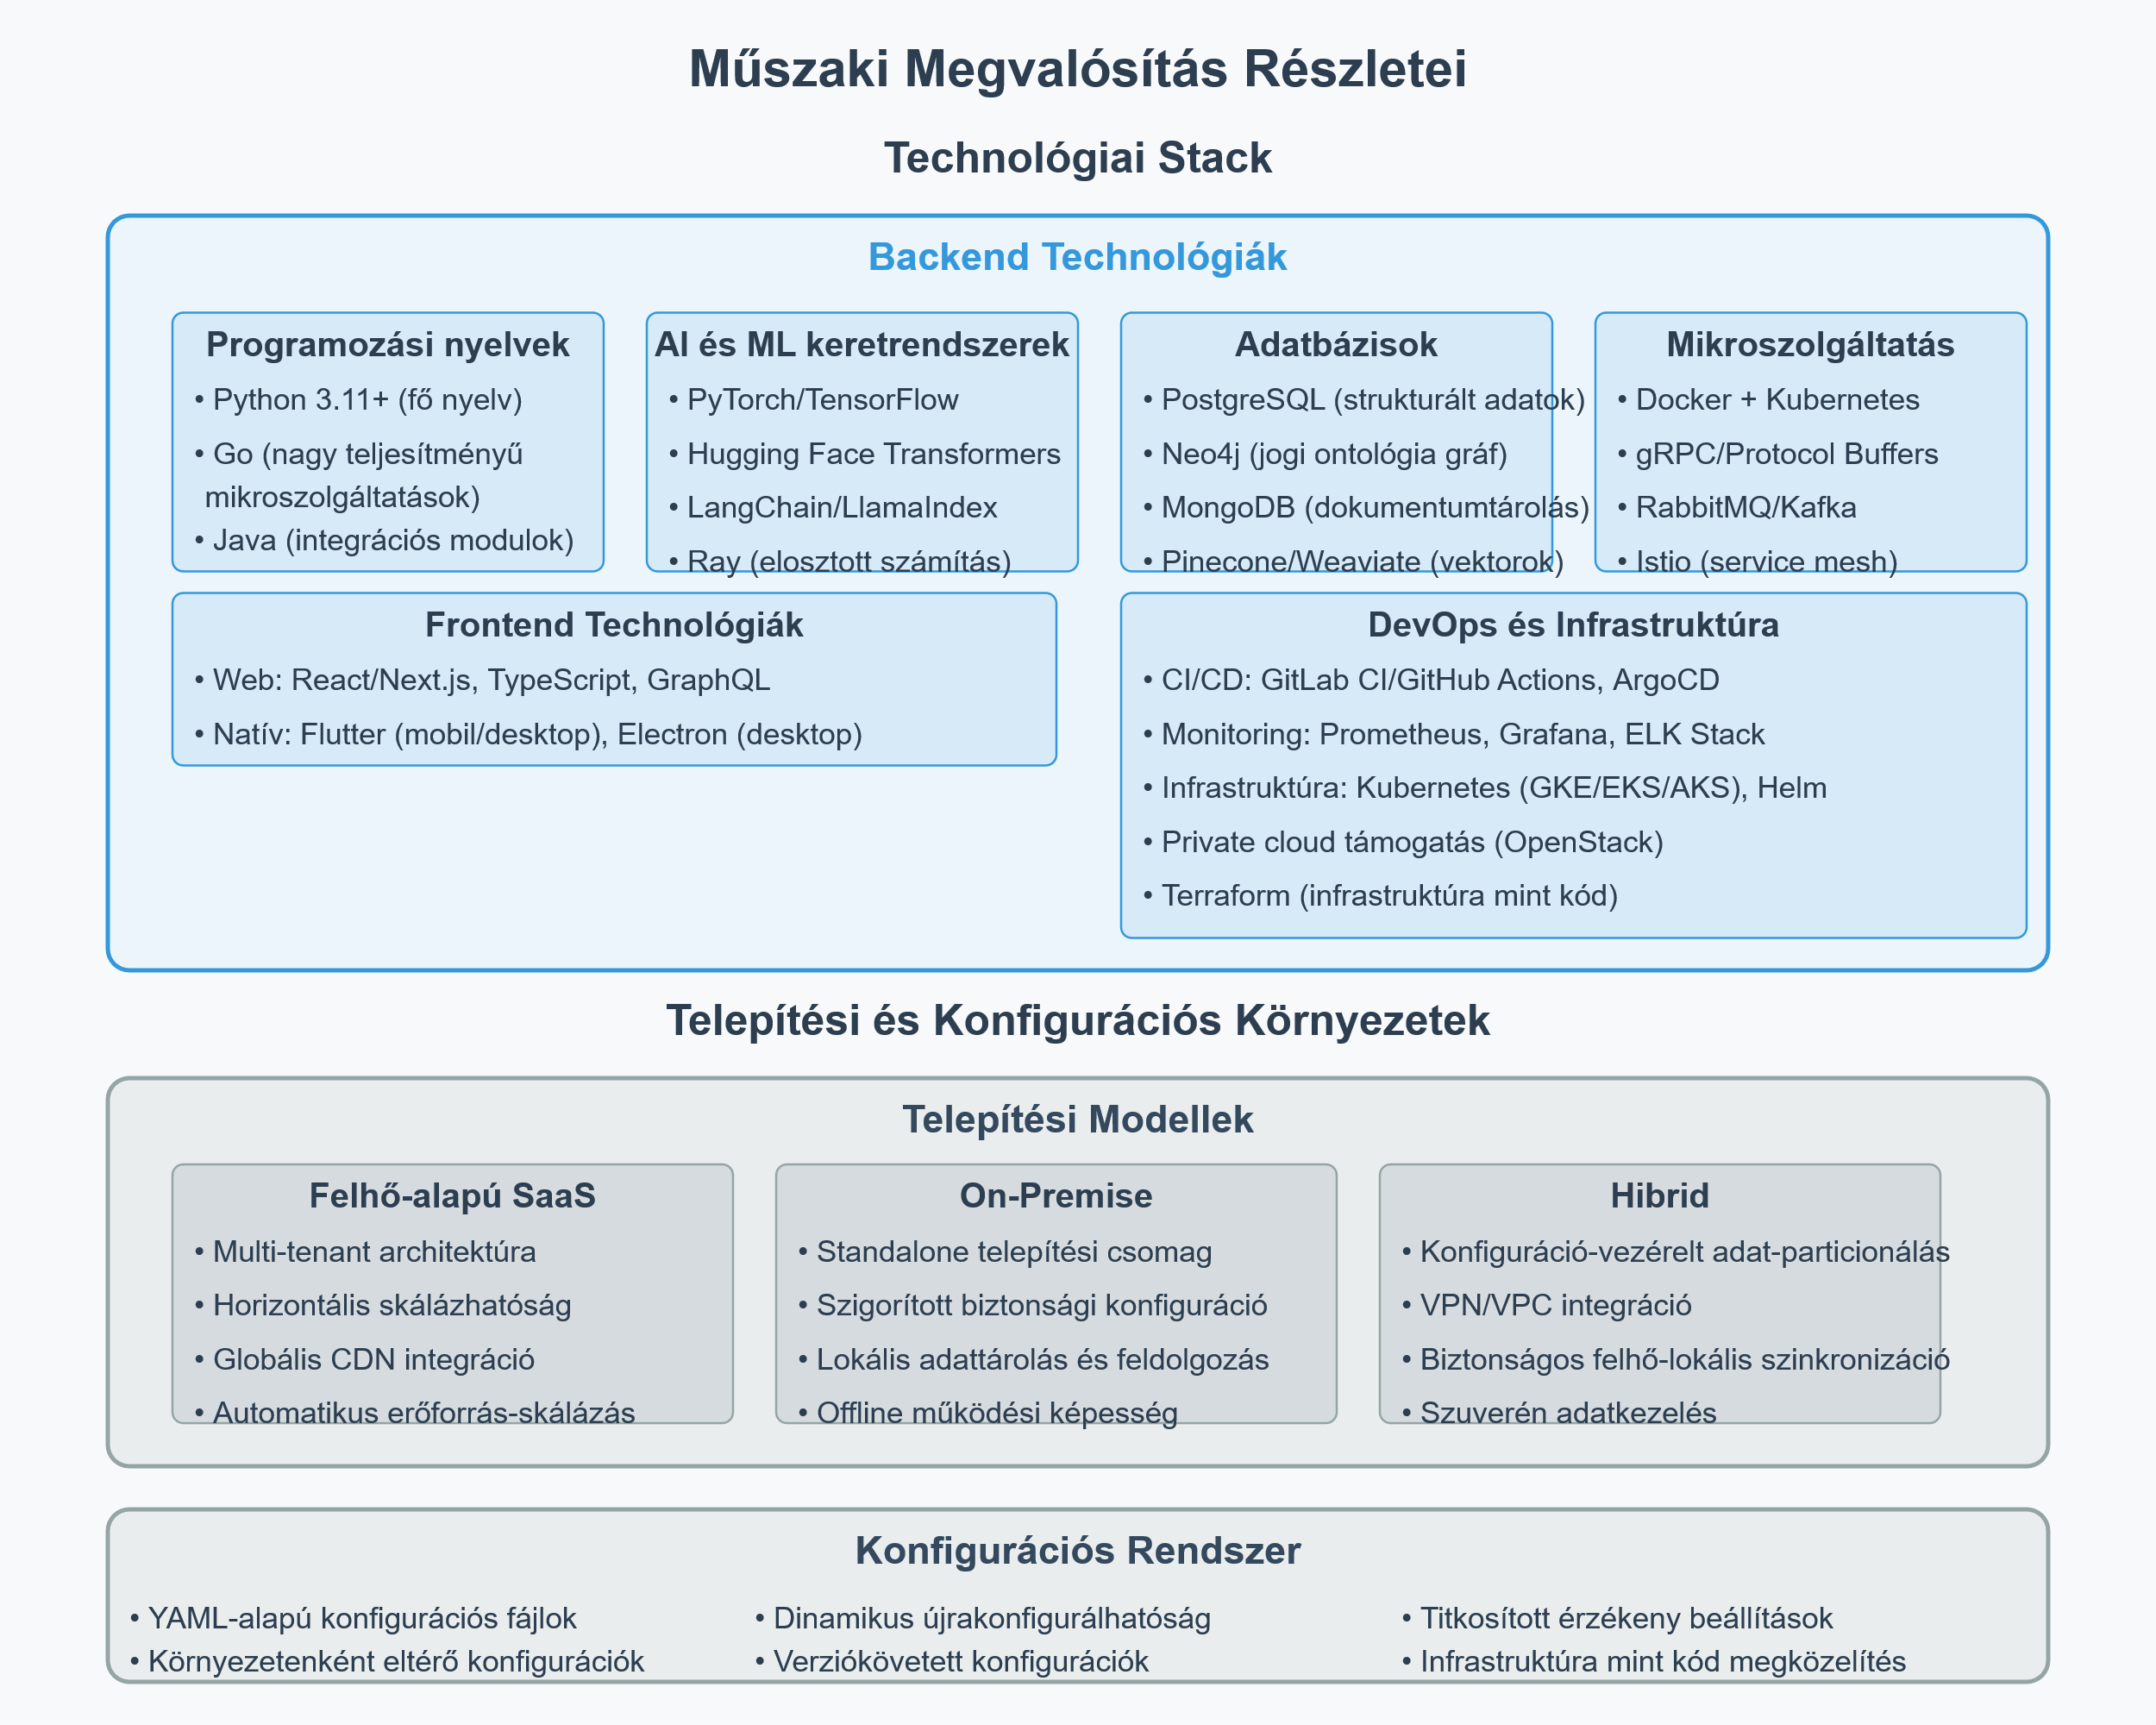 Műszaki Megvalósítás Részletei
Technológiai Stack
Backend Technológiák
Programozási nyelvek
• Python 3.11+ (fő nyelv)
• Go (nagy teljesítményű
mikroszolgáltatások)
• Java (integrációs modulok)
AI és ML keretrendszerek
• PyTorch/TensorFlow
• Hugging Face Transformers
• LangChain/LlamaIndex
• Ray (elosztott számítás)
Adatbázisok
• PostgreSQL (strukturált adatok)
• Neo4j (jogi ontológia gráf)
• MongoDB (dokumentumtárolás)
• Pinecone/Weaviate (vektorok)
Mikroszolgáltatás
• Docker + Kubernetes
• gRPC/Protocol Buffers
• RabbitMQ/Kafka
• Istio (service mesh)
Frontend Technológiák
• Web: React/Next.js, TypeScript, GraphQL
• Natív: Flutter (mobil/desktop), Electron (desktop)
DevOps és Infrastruktúra
• CI/CD: GitLab CI/GitHub Actions, ArgoCD
• Monitoring: Prometheus, Grafana, ELK Stack
• Infrastruktúra: Kubernetes (GKE/EKS/AKS), Helm
• Private cloud támogatás (OpenStack)
• Terraform (infrastruktúra mint kód)
Telepítési és Konfigurációs Környezetek
Telepítési Modellek
Felhő-alapú SaaS
• Multi-tenant architektúra
• Horizontális skálázhatóság
• Globális CDN integráció
• Automatikus erőforrás-skálázás
On-Premise
• Standalone telepítési csomag
• Szigorított biztonsági konfiguráció
• Lokális adattárolás és feldolgozás
• Offline működési képesség
Hibrid
• Konfiguráció-vezérelt adat-particionálás
• VPN/VPC integráció
• Biztonságos felhő-lokális szinkronizáció
• Szuverén adatkezelés
Konfigurációs Rendszer
• YAML-alapú konfigurációs fájlok
• Környezetenként eltérő konfigurációk
• Dinamikus újrakonfigurálhatóság
• Verziókövetett konfigurációk
• Titkosított érzékeny beállítások
• Infrastruktúra mint kód megközelítés